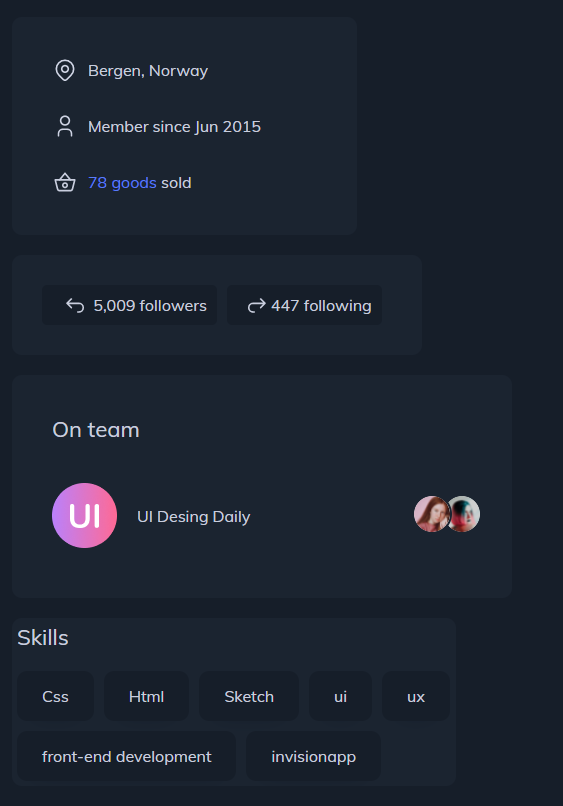 Bergen, Norway
Member since Jun 2015
78 goods sold
5,009 followers 447 following
On team
UI UI Desing Daily
Skills
Css Html Sketch ui ux
front-end development invisionapp